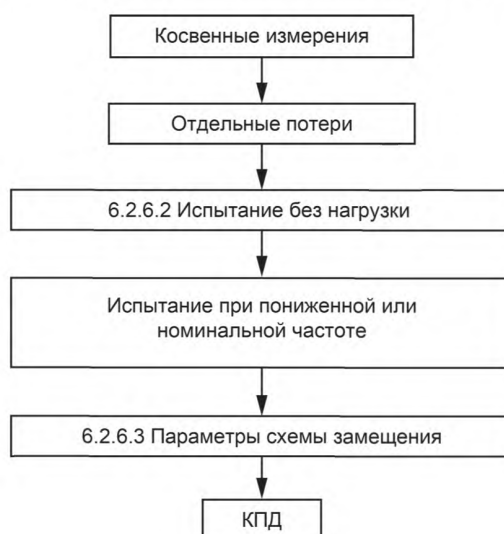 Косвенные измерения
Отдельные потери
6.2.6.2 Испытание без нагрузки
Испытание при пониженной или
номинальной частоте
6.2.6.3 Параметры схемы замещения
КПД